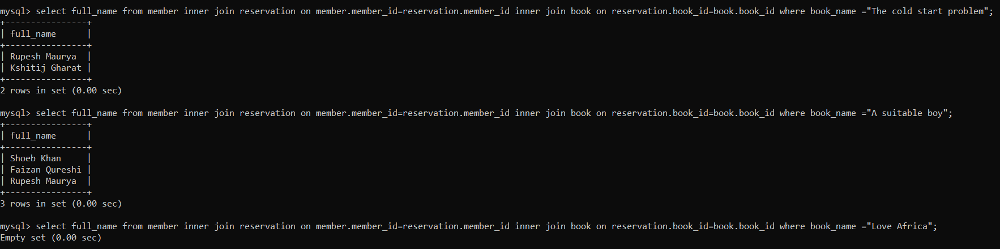 mysql> select full_name from member inner join reservation on member.member_id=reservation.member_id inner join book on reservation.book_id=book.book_id where book_name ="The cold start problem";
+----------------+
| full_name      |
+----------------+
| Rupesh Maurya  |
| Kshitij Gharat |
+----------------+
2 rows in set (0.00 sec)

mysql> select full_name from member inner join reservation on member.member_id=reservation.member_id inner join book on reservation.book_id=book.book_id where book_name ="A suitable boy";
+----------------+
| full_name      |
+----------------+
| Shoeb Khan     |
| Faizan Qureshi |
| Rupesh Maurya  |
+----------------+
3 rows in set (0.00 sec)

mysql> select full_name from member inner join reservation on member.member_id=reservation.member_id inner join book on reservation.book_id=book.book_id where book_name ="Love Africa";
Empty set (0.00 sec)